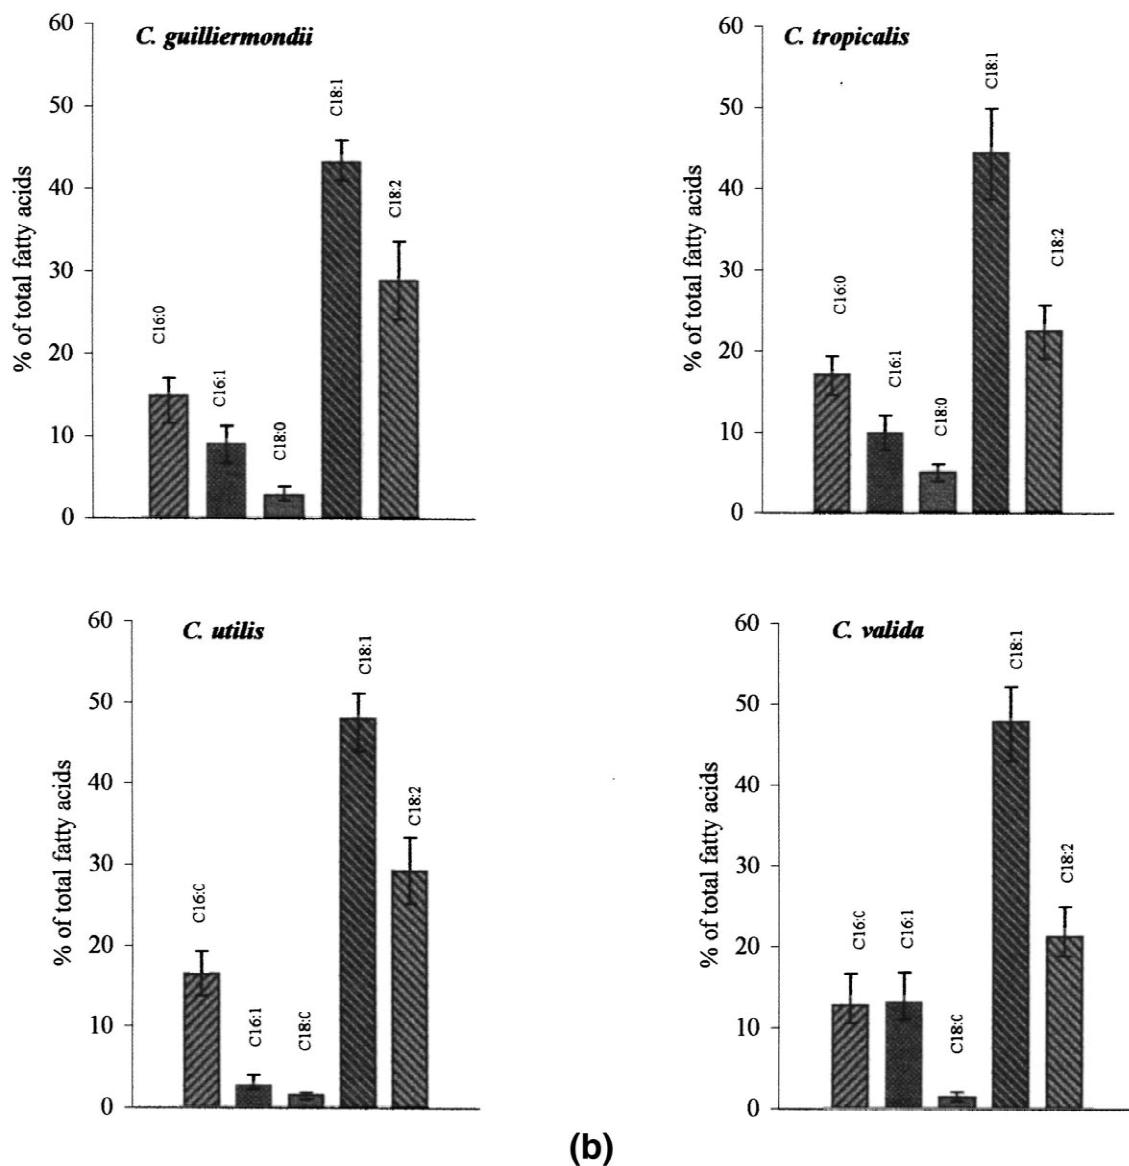 C. guilliermondii
% of total fatty acids
60
50
40
30
20
10
0
C16:0
C16:1
C18:0
C18:1
C18:2
C. tropicalis
% of total fatty acids
60
50
40
30
20
10
0
C16:0
C16:1
C18:0
C18:1
C18:2
C. utilis
% of total fatty acids
60
50
40
30
20
10
0
C16:0
C16:1
C18:0
C18:1
C18:2
C. valida
% of total fatty acids
60
50
40
30
20
10
0
C16:0
C16:1
C18:0
C18:1
C18:2
(b)